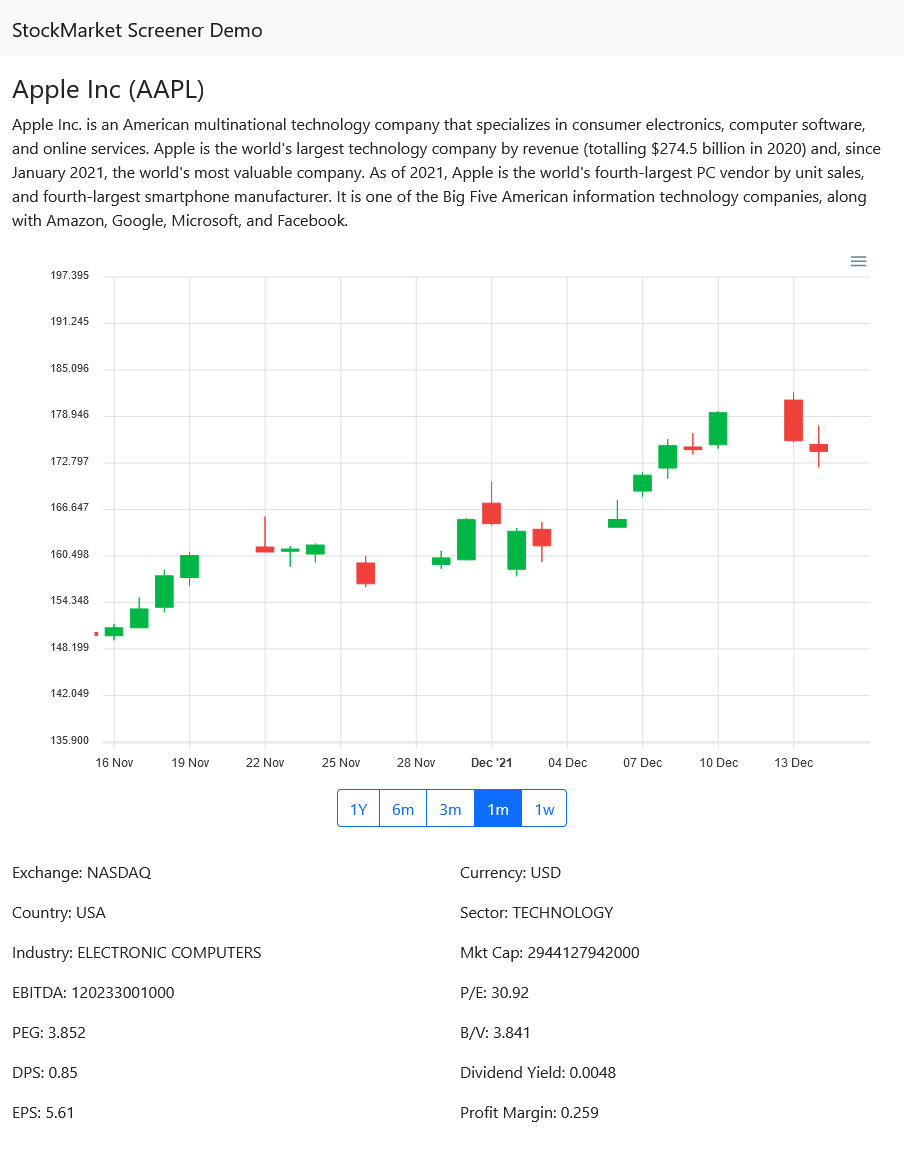 StockMarket Screener Demo
Apple Inc (AAPL)
Apple Inc. is an American multinational technology company that specializes in consumer electronics, computer software,
and online services. Apple is the world's largest technology company by revenue (totalling $274.5 billion in 2020) and, since
January 2021, the world's most valuable company. As of 2021, Apple is the world's fourth-largest PC vendor by unit sales,
and fourth-largest smartphone manufacturer. It is one of the Big Five American information technology companies, along
with Amazon, Google, Microsoft, and Facebook.
197.395
191.245
185.096
178.946
172.797
166.647
160.498
154.348
148.199
142.049
135.900
16 Nov 19 Nov 22 Nov 25 Nov 28 Nov Dec '21 04 Dec 07 Dec 10 Dec 13 Dec
1Y 6m 3m 1m 1w
Exchange: NASDAQ Currency: USD
Country: USA Sector: TECHNOLOGY
Industry: ELECTRONIC COMPUTERS Mkt Cap: 2944127942000
EBITDA: 120233001000 P/E: 30.92
PEG: 3.852 B/V: 3.841
DPS: 0.85 Dividend Yield: 0.0048
EPS: 5.61 Profit Margin: 0.259